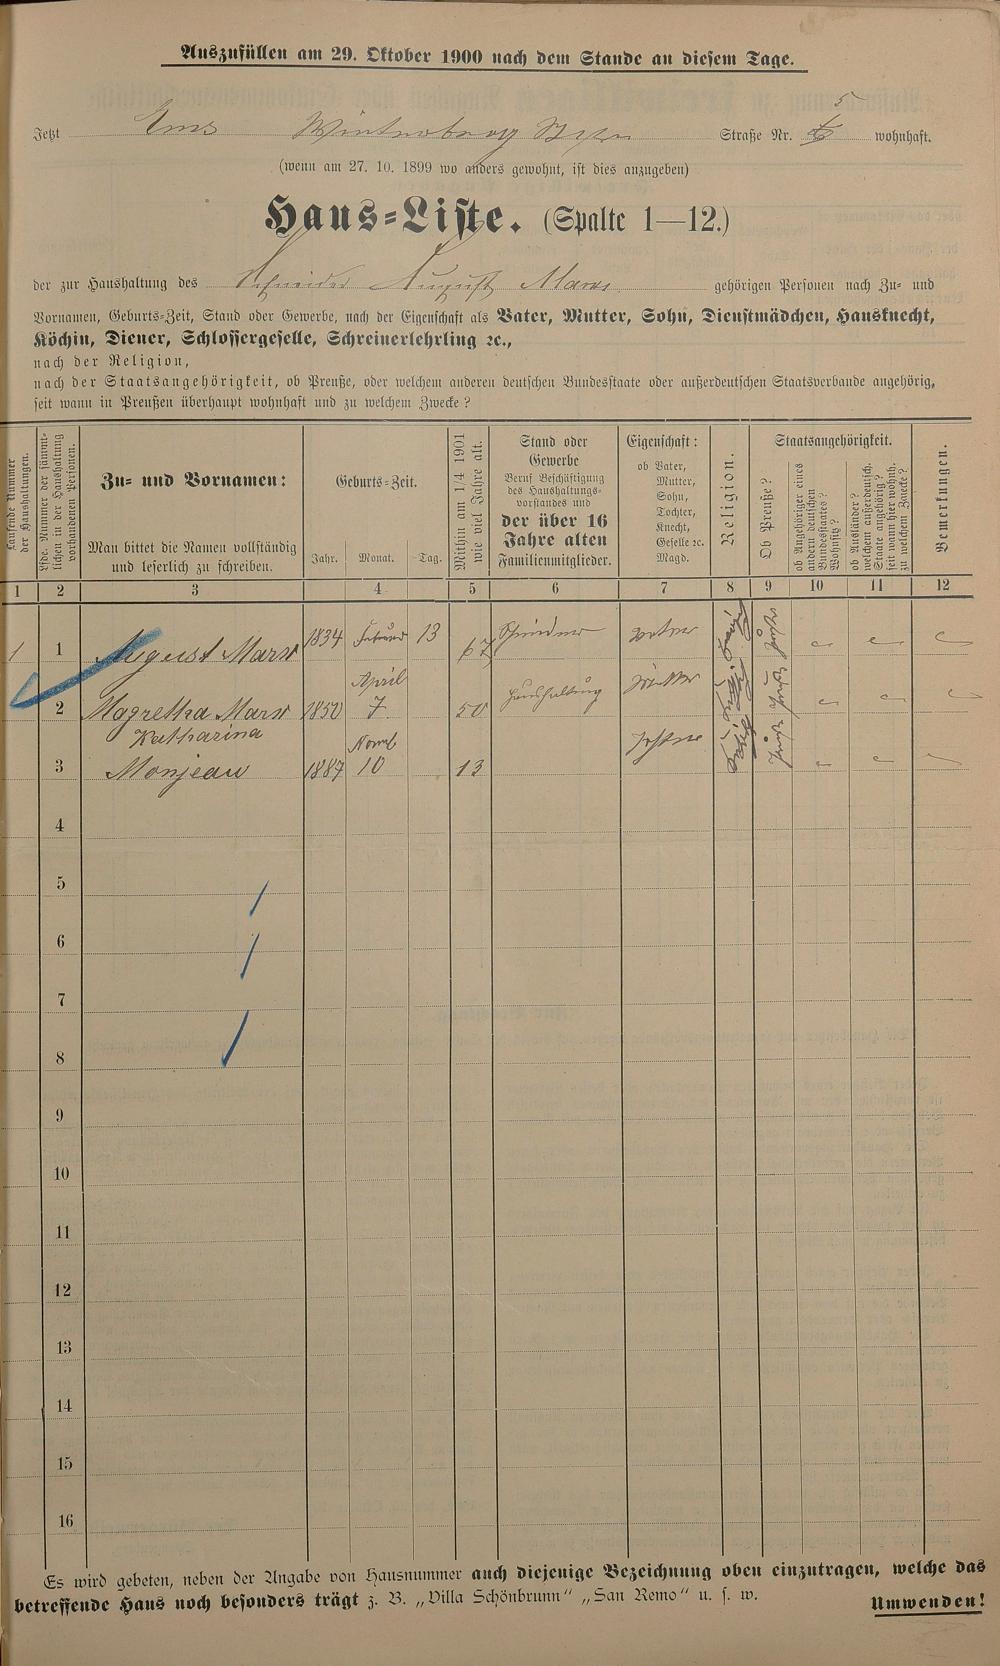 Auszufüllen am 29. Oktober 1900 nach dem Stande an diesem Tage.
Jetzt Ems Straße Nr. 5 wohnhaft.
(wenn am 27. 10. 1899 wo anders gewohnt, ist dies anzugeben)
Haus-Liste. (Spalte 1—12.)
der zur Haushaltung des August Marx gehörigen Personen nach Zu- und
Vornamen, Geburts-Zeit, Stand oder Gewerbe, nach der Eigenschaft als Vater, Mutter, Sohn, Dienstmädchen, Hausknecht,
Köchin, Diener, Schlossergeselle, Schreinerlehrling ꝛc.,
nach der Religion,
nach der Staatsangehörigkeit, ob Preuße, oder welchem anderen deutschen Bundesstaate oder außerdeutschen Staatsverbande angehörig,
seit wann in Preußen überhaupt wohnhaft und zu welchem Zwecke?
Laufende Nummer
der Haushaltungen.
Lfde. Nummer der sämmt-
lichen in der Haushaltung
vorhandenen Personen.
Zu- und Vornamen:
Man bittet die Namen vollständig
und leserlich zu schreiben.
Geburts-Zeit.
Jahr. Monat. Tag.
Mithin am 1/4 1901
wie viel Jahre alt.
Stand oder
Gewerbe
Beruf Beschäftigung
des Haushaltungs-
vorstandes und
der über 16
Jahre alten
Familienmitglieder.
Eigenschaft:
ob Vater,
Mutter,
Sohn,
Tochter,
Knecht,
Geselle ꝛc.
Magd.
Religion.
Staatsangehörigkeit.
Ob Preuße?
ob Angehöriger eines
andern deutschen
Bundesstaates?
Wohnsitz?
ob Ausländer?
welchem außerdeutsch.
Staate angehörig?
seit wann hier wohnh.
zu welchem Zwecke?
Bemerkungen.
1 2 3 4 5 6 7 8 9 10 11 12
1 1 August Marx 1834 Februar 13 67 Schreiner Vater
2 Magretha Marx 1850 April 7 50 Haushaltung Mutter
3 Katharina Monjeau 1887 Novmb 10 13
4
5
6
7
8
9
10
11
12
13
14
15
16
Es wird gebeten, neben der Angabe von Hausnummer auch diejenige Bezeichnung oben einzutragen, welche das
betreffende Haus noch besonders trägt z. B. „Villa Schönbrunn“ „San Remo“ u. s. w.
Umwenden!